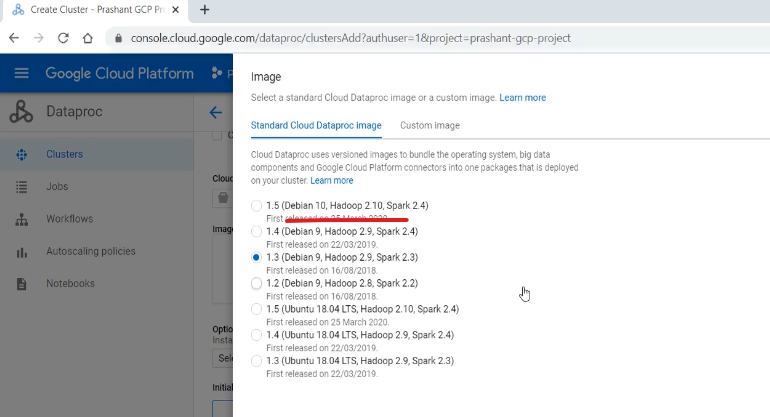 Create Cluster - Prashant GCP Pr
console.cloud.google.com/dataproc/clustersAdd?authuser=1&project=prashant-gcp-project
Google Cloud Platform
P
Dataproc
Clusters
Jobs
Workflows
Autoscaling policies
Notebooks
C
Cloud
Image
Optio
Insta
Sele
Initial
Image
Select a standard Cloud Dataproc image or a custom image. Learn more
Standard Cloud Dataproc image
Custom image
Cloud Dataproc uses versioned images to bundle the operating system, big data
components and Google Cloud Platform connectors into one packages that is deployed
on your cluster. Learn more
1.5 (Debian 10, Hadoop 2.10, Spark 2.4)
First released on 25 March 2020.
1.4 (Debian 9, Hadoop 2.9, Spark 2.4)
First released on 22/03/2019.
1.3 (Debian 9, Hadoop 2.9, Spark 2.3)
First released on 16/08/2018.
1.2 (Debian 9, Hadoop 2.8, Spark 2.2)
First released on 16/08/2018.
1.5 (Ubuntu 18.04 LTS, Hadoop 2.10, Spark 2.4)
First released on 25 March 2020.
1.4 (Ubuntu 18.04 LTS, Hadoop 2.9, Spark 2.4)
First released on 22/03/2019.
1.3 (Ubuntu 18.04 LTS, Hadoop 2.9, Spark 2.3)
First released on 22/03/2019.